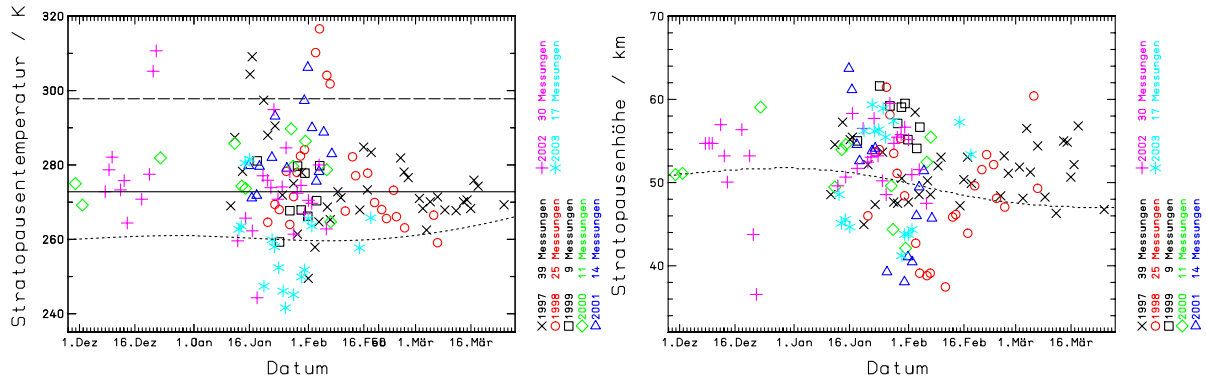 Stratopausentemperatur / K
320
300
280
260
240
1.Dez
16.Dez
1.Jan
16.Jan
1.Feb
16.Feb
1.Mär
16.Mär
Datum
1997 39 Messungen
1998 25 Messungen
1999 9 Messungen
2000 11 Messungen
2001 14 Messungen
2002 30 Messungen
2003 17 Messungen
Stratopausenhöhe / km
70
60
50
40
1.Dez
16.Dez
1.Jan
16.Jan
1.Feb
16.Feb
1.Mär
16.Mär
Datum
1997 39 Messungen
1998 25 Messungen
1999 9 Messungen
2000 11 Messungen
2001 14 Messungen
2002 30 Messungen
2003 17 Messungen